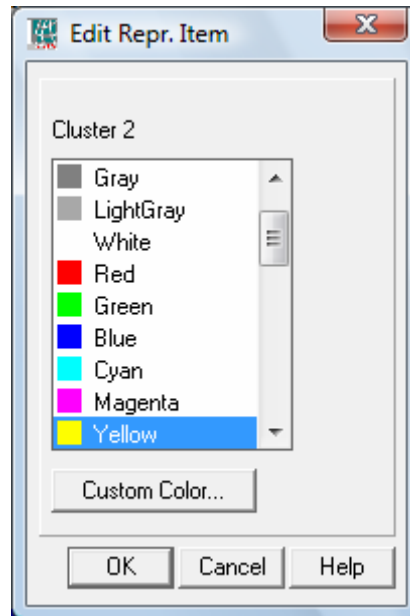 Edit Repr. Item
Cluster 2
Gray
LightGray
White
Red
Green
Blue
Cyan
Magenta
Yellow
Custom Color...
OK Cancel Help